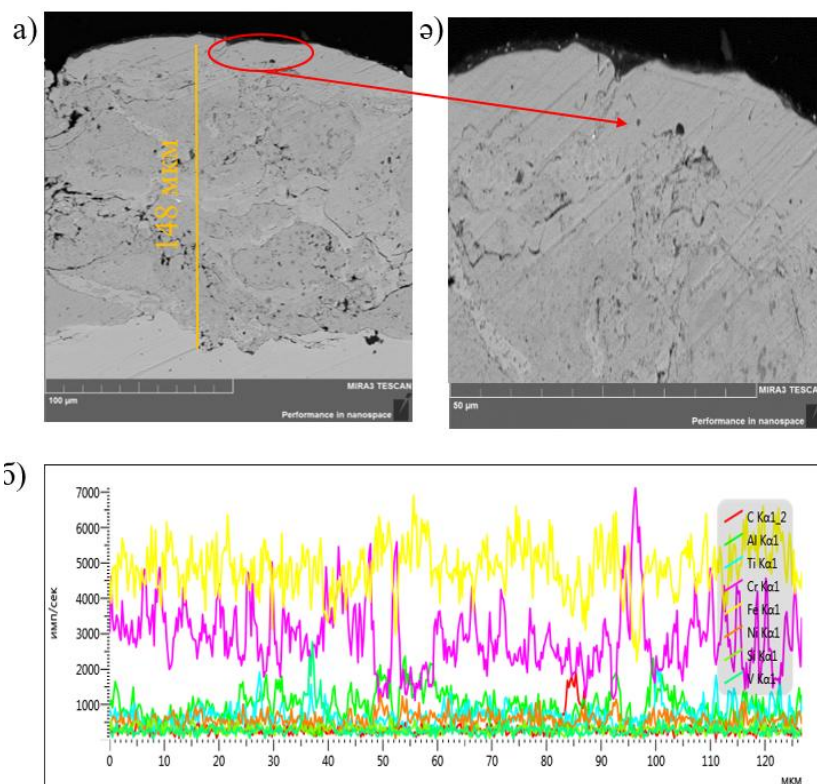 а)
ә)
148 мкм
MIRA3 TESCAN
100 μm
Performance in nanospace
MIRA3 TESCAN
50 μm
Performance in nanospace
б)
имп/сек
7000
6000
5000
4000
3000
2000
1000
C Kα1_2
Al Kα1
Ti Kα1
Cr Kα1
Fe Kα1
Ni Kα1
Si Kα1
V Kα1
0 10 20 30 40 50 60 70 80 90 100 110 120
мкм